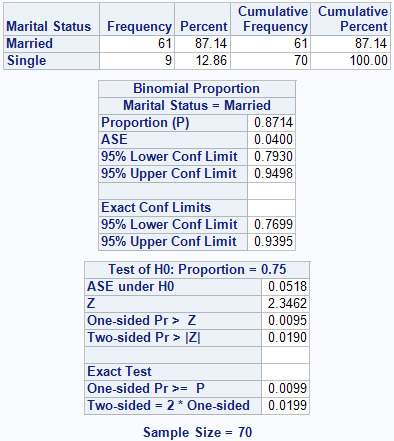 Marital Status Frequency Percent Cumulative Frequency Cumulative Percent
Married 61 87.14 61 87.14
Single 9 12.86 70 100.00
Binomial Proportion
Marital Status = Married
Proportion (P) 0.8714
ASE 0.0400
95% Lower Conf Limit 0.7930
95% Upper Conf Limit 0.9498
Exact Conf Limits
95% Lower Conf Limit 0.7699
95% Upper Conf Limit 0.9395
Test of H0: Proportion = 0.75
ASE under H0 0.0518
Z 2.3462
One-sided Pr > Z 0.0095
Two-sided Pr > |Z| 0.0190
Exact Test
One-sided Pr >= P 0.0099
Two-sided = 2 * One-sided 0.0199
Sample Size = 70